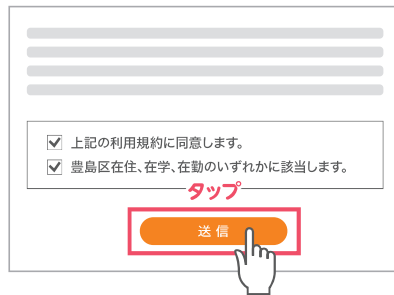 上記の利用規約に同意します。
豊島区在住、在学、在勤のいずれかに該当します。
タップ
送信